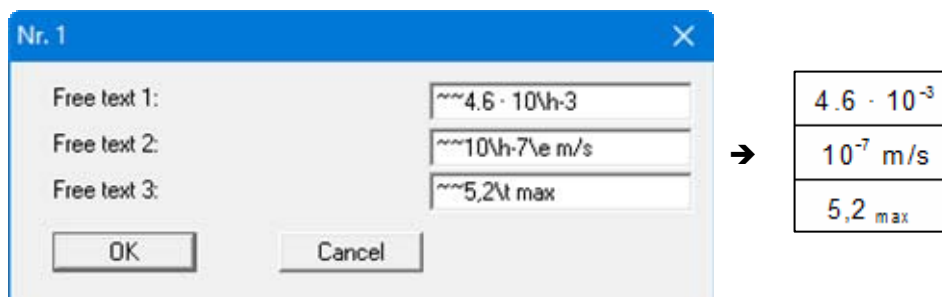 Nr. 1
Free text 1: ~~4.6 · 10\h-3
Free text 2: ~~10\h-7\e m/s
Free text 3: ~~5,2\t max
OK Cancel
➔
4.6 · 10⁻³
10⁻⁷ m/s
5,2 max